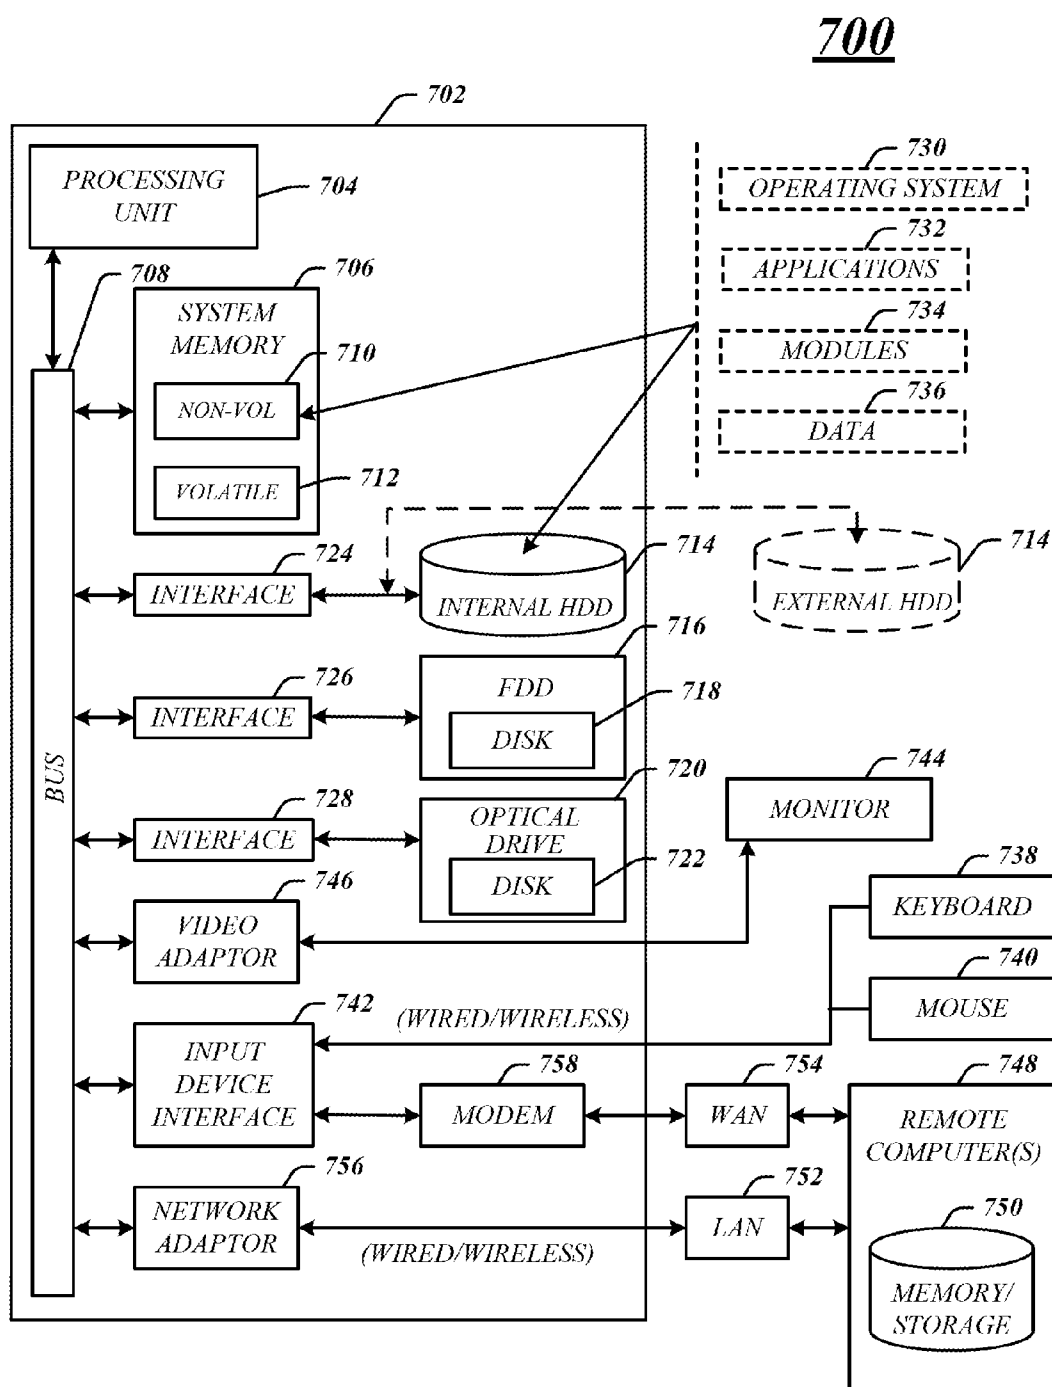 700
702
PROCESSING
UNIT
704
730
OPERATING SYSTEM
732
APPLICATIONS
734
MODULES
736
DATA
708
706
SYSTEM
MEMORY
710
NON-VOL
712
VOLATILE
BUS
724
INTERFACE
INTERNAL HDD
714
EXTERNAL HDD
714
726
INTERFACE
716
FDD
718
DISK
728
INTERFACE
720
OPTICAL
DRIVE
722
DISK
744
MONITOR
746
VIDEO
ADAPTOR
738
KEYBOARD
740
MOUSE
742
INPUT
DEVICE
INTERFACE
(WIRED/WIRELESS)
758
MODEM
754
WAN
748
REMOTE
COMPUTER(S)
756
NETWORK
ADAPTOR
(WIRED/WIRELESS)
752
LAN
750
MEMORY/
STORAGE